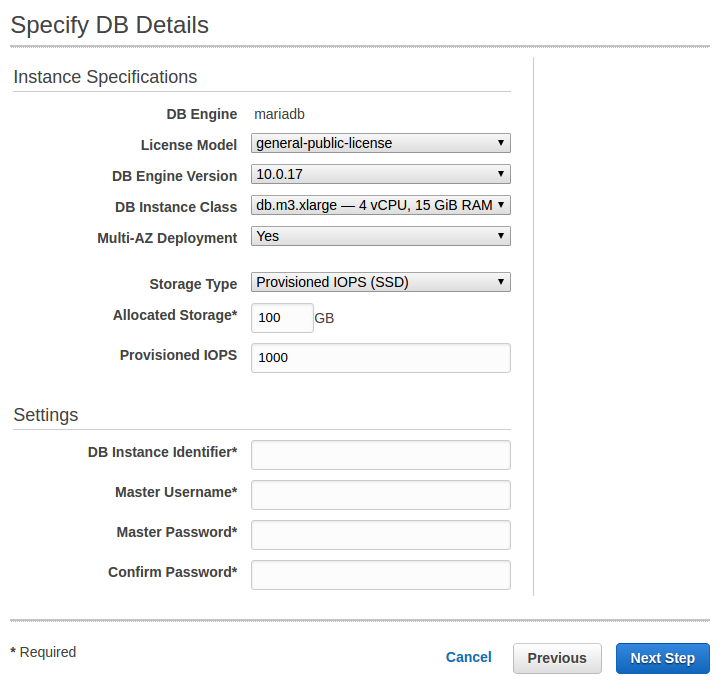 Specify DB Details
Instance Specifications
DB Engine mariadb
License Model general-public-license
DB Engine Version 10.0.17
DB Instance Class db.m3.xlarge — 4 vCPU, 15 GiB RAM
Multi-AZ Deployment Yes
Storage Type Provisioned IOPS (SSD)
Allocated Storage* 100 GB
Provisioned IOPS 1000
Settings
DB Instance Identifier*
Master Username*
Master Password*
Confirm Password*
* Required Cancel Previous Next Step